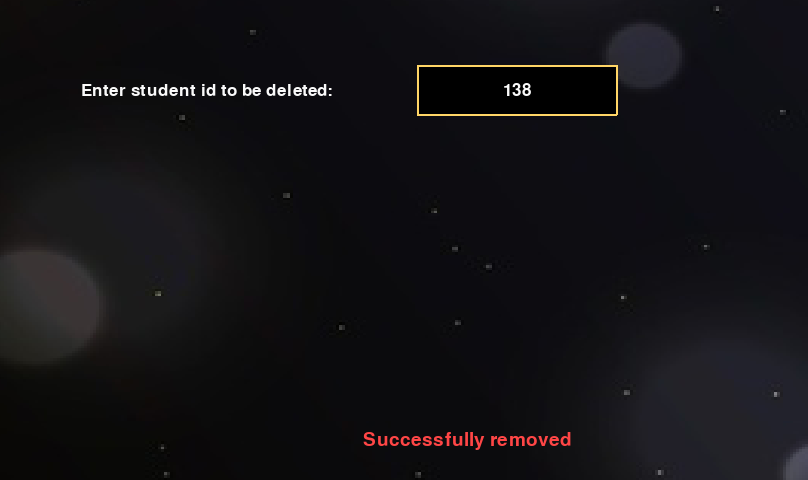 Enter student id to be deleted:
138
Successfully removed